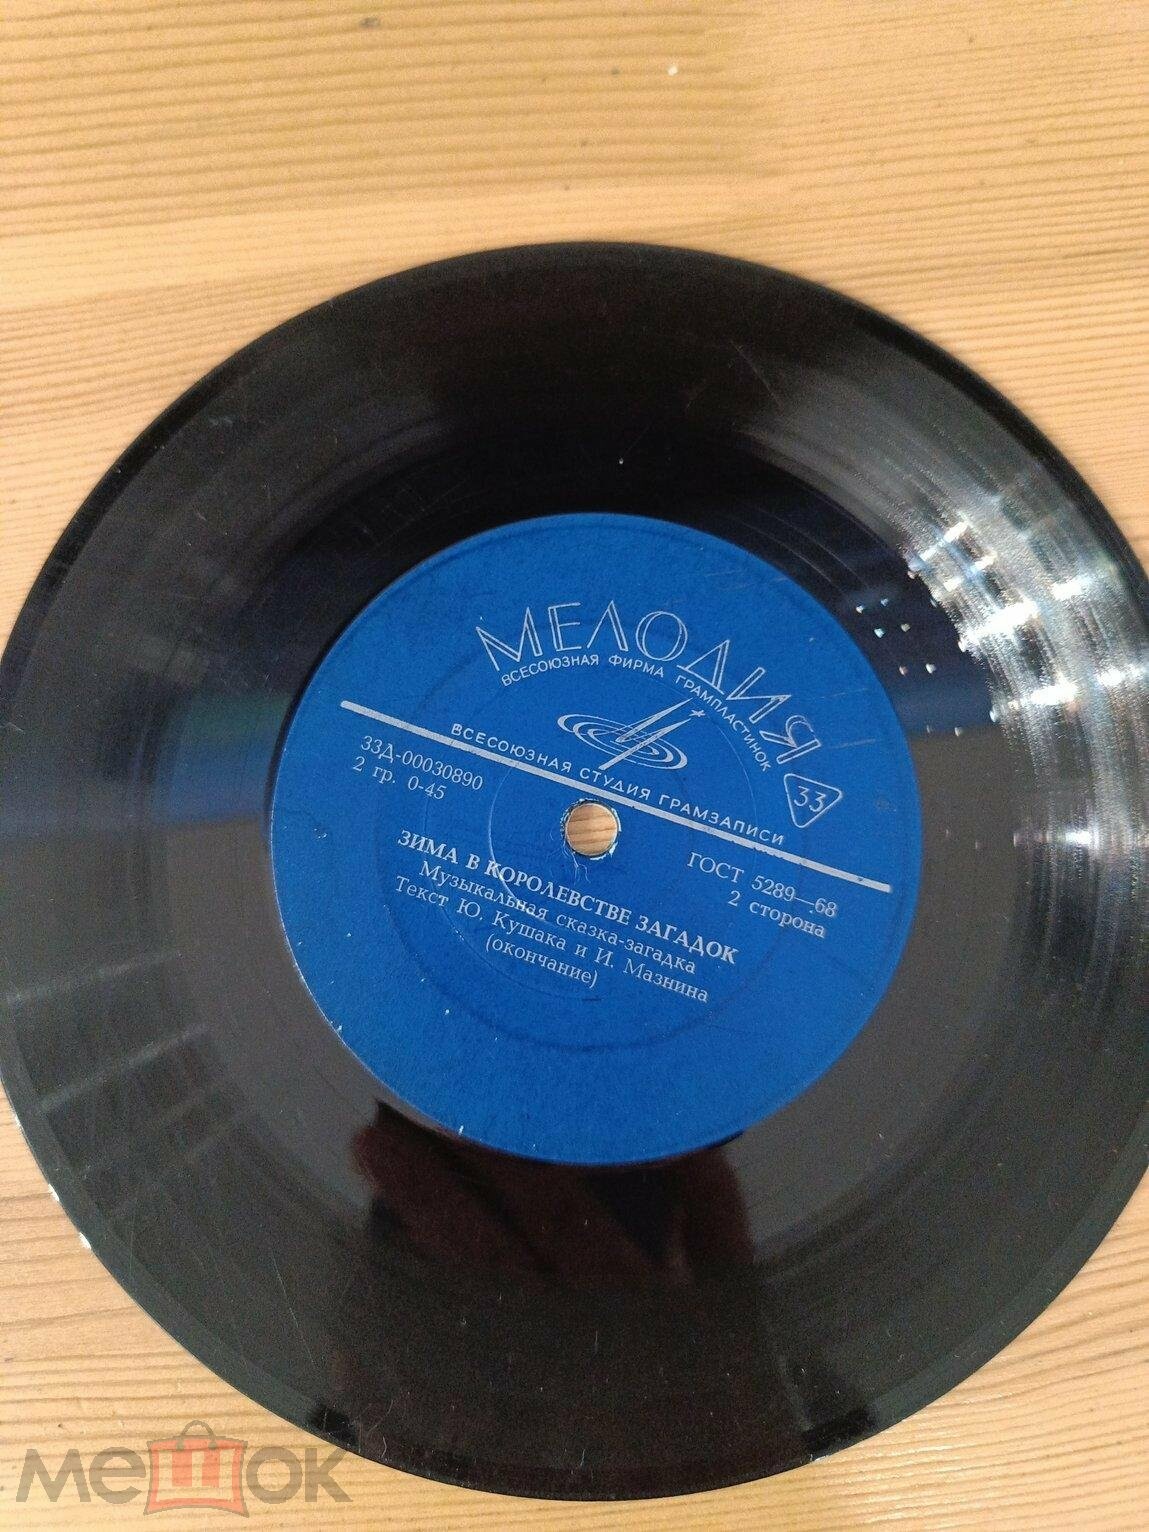 МЕЛОДИЯ
ВСЕСОЮЗНАЯ ФИРМА ГРАМПЛАСТИНОК
ВСЕСОЮЗНАЯ СТУДИЯ ГРАМЗАПИСИ
33
33Д-00030890
2 гр. 0-45
ГОСТ 5289—68
2 сторона
ЗИМА В КОРОЛЕВСТВЕ ЗАГАДОК
Музыкальная сказка-загадка
Текст Ю. Кушака и И. Мазнина
(окончание)
мешок